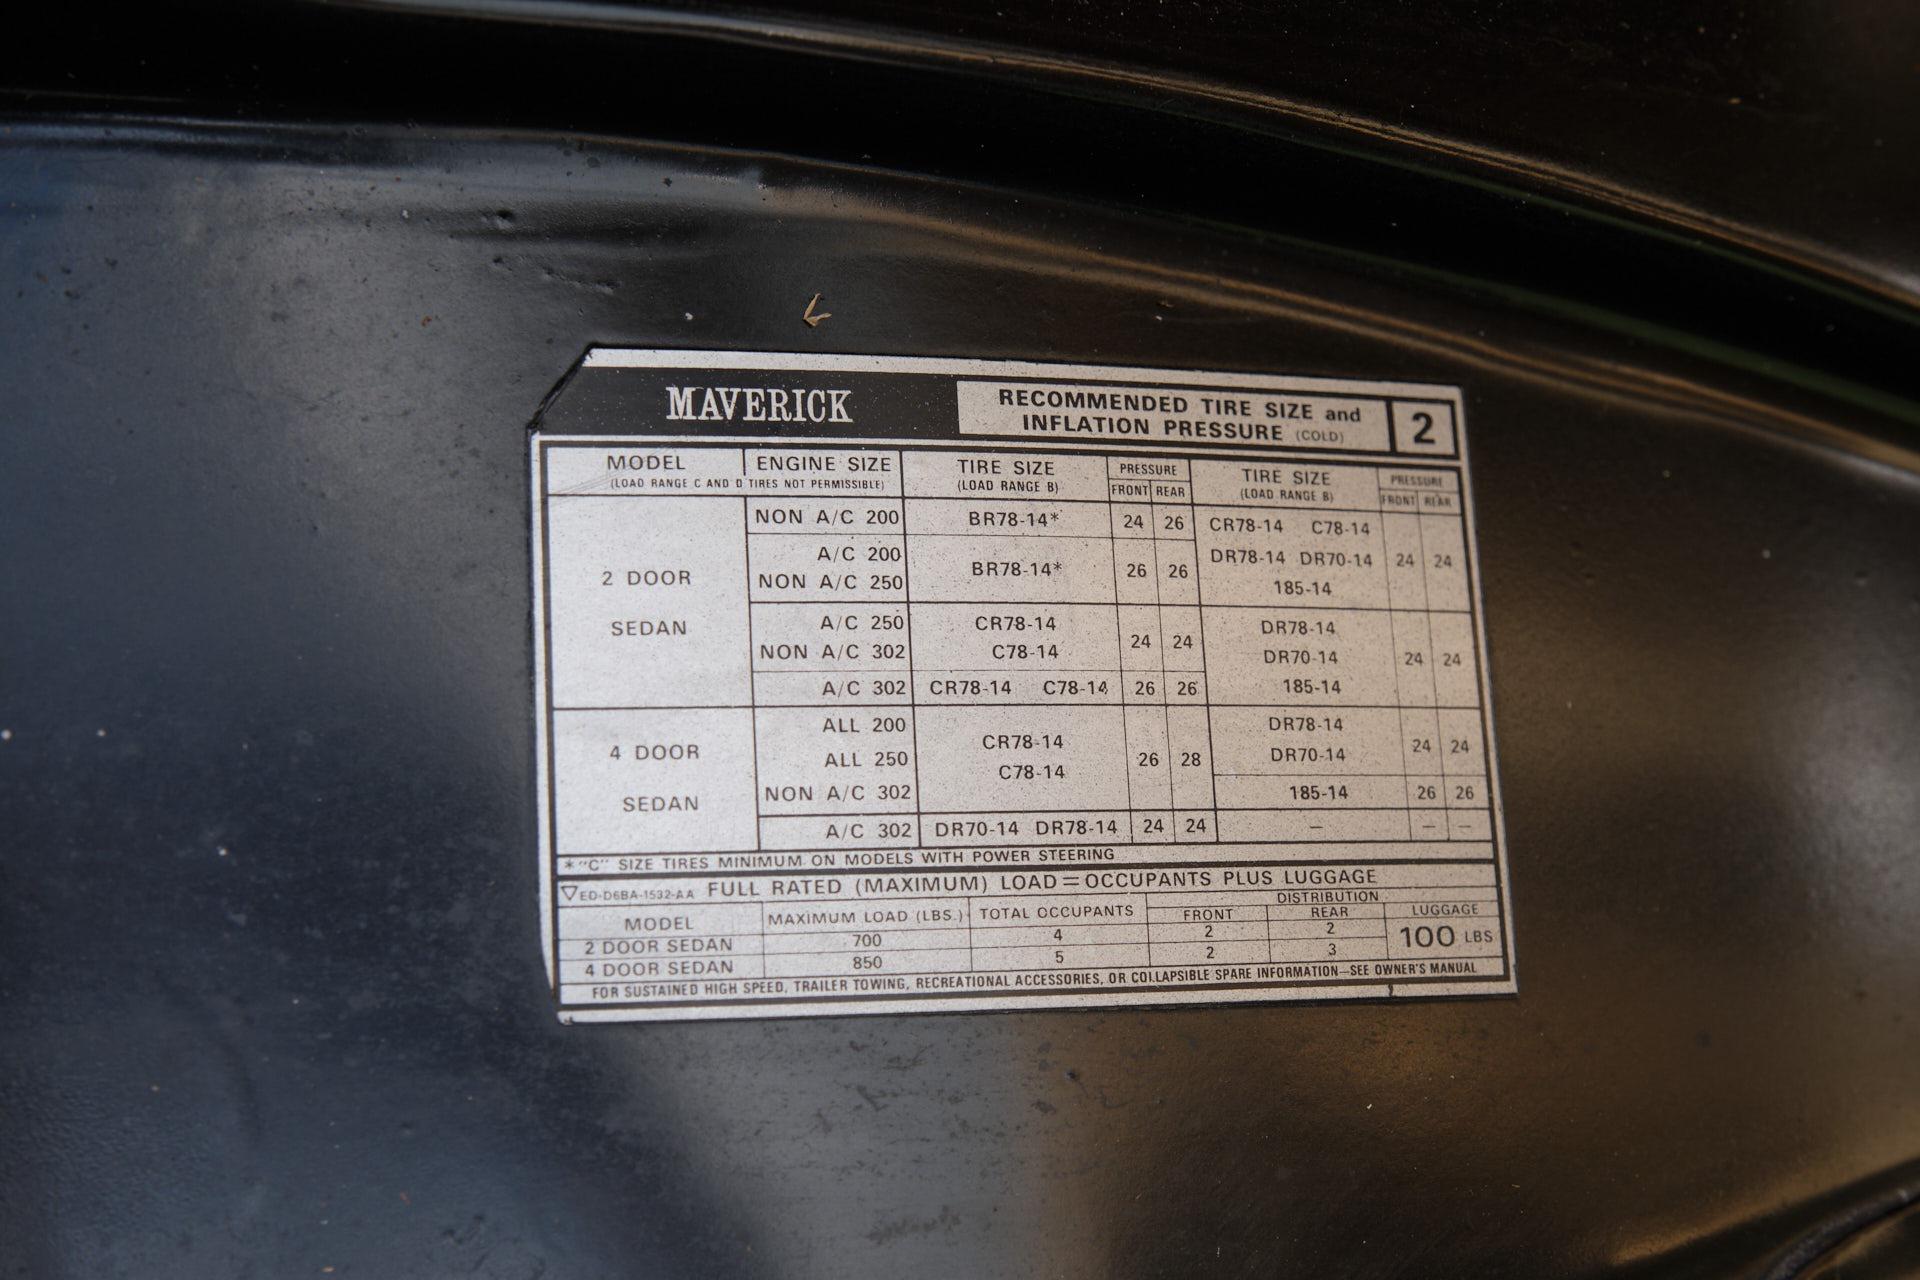 MAVERICK
RECOMMENDED TIRE SIZE and
INFLATION PRESSURE (COLD)
2
MODEL ENGINE SIZE
(LOAD RANGE C AND D TIRES NOT PERMISSIBLE)
TIRE SIZE
(LOAD RANGE B)
PRESSURE
FRONT REAR
TIRE SIZE
(LOAD RANGE B)
PRESSURE
FRONT REAR
2 DOOR
SEDAN
NON A/C 200 BR78-14* 24 26
A/C 200
NON A/C 250
BR78-14* 26 26
CR78-14 C78-14
DR78-14 DR70-14
185-14
24 24
A/C 250
NON A/C 302
CR78-14
C78-14
24 24
A/C 302 CR78-14 C78-14 26 26
DR78-14
DR70-14
185-14
24 24
4 DOOR
SEDAN
ALL 200
ALL 250
NON A/C 302
CR78-14
C78-14
26 28
DR78-14
DR70-14
24 24
185-14 26 26
A/C 302 DR70-14 DR78-14 24 24 — — —
*"C" SIZE TIRES MINIMUM ON MODELS WITH POWER STEERING
▽ED-D6BA-1532-AA FULL RATED (MAXIMUM) LOAD=OCCUPANTS PLUS LUGGAGE
MODEL MAXIMUM LOAD (LBS.) TOTAL OCCUPANTS
DISTRIBUTION
FRONT REAR LUGGAGE
2 DOOR SEDAN 700 4 2 2
100 LBS
4 DOOR SEDAN 850 5 2 3
FOR SUSTAINED HIGH SPEED, TRAILER TOWING, RECREATIONAL ACCESSORIES, OR COLLAPSIBLE SPARE INFORMATION—SEE OWNER'S MANUAL